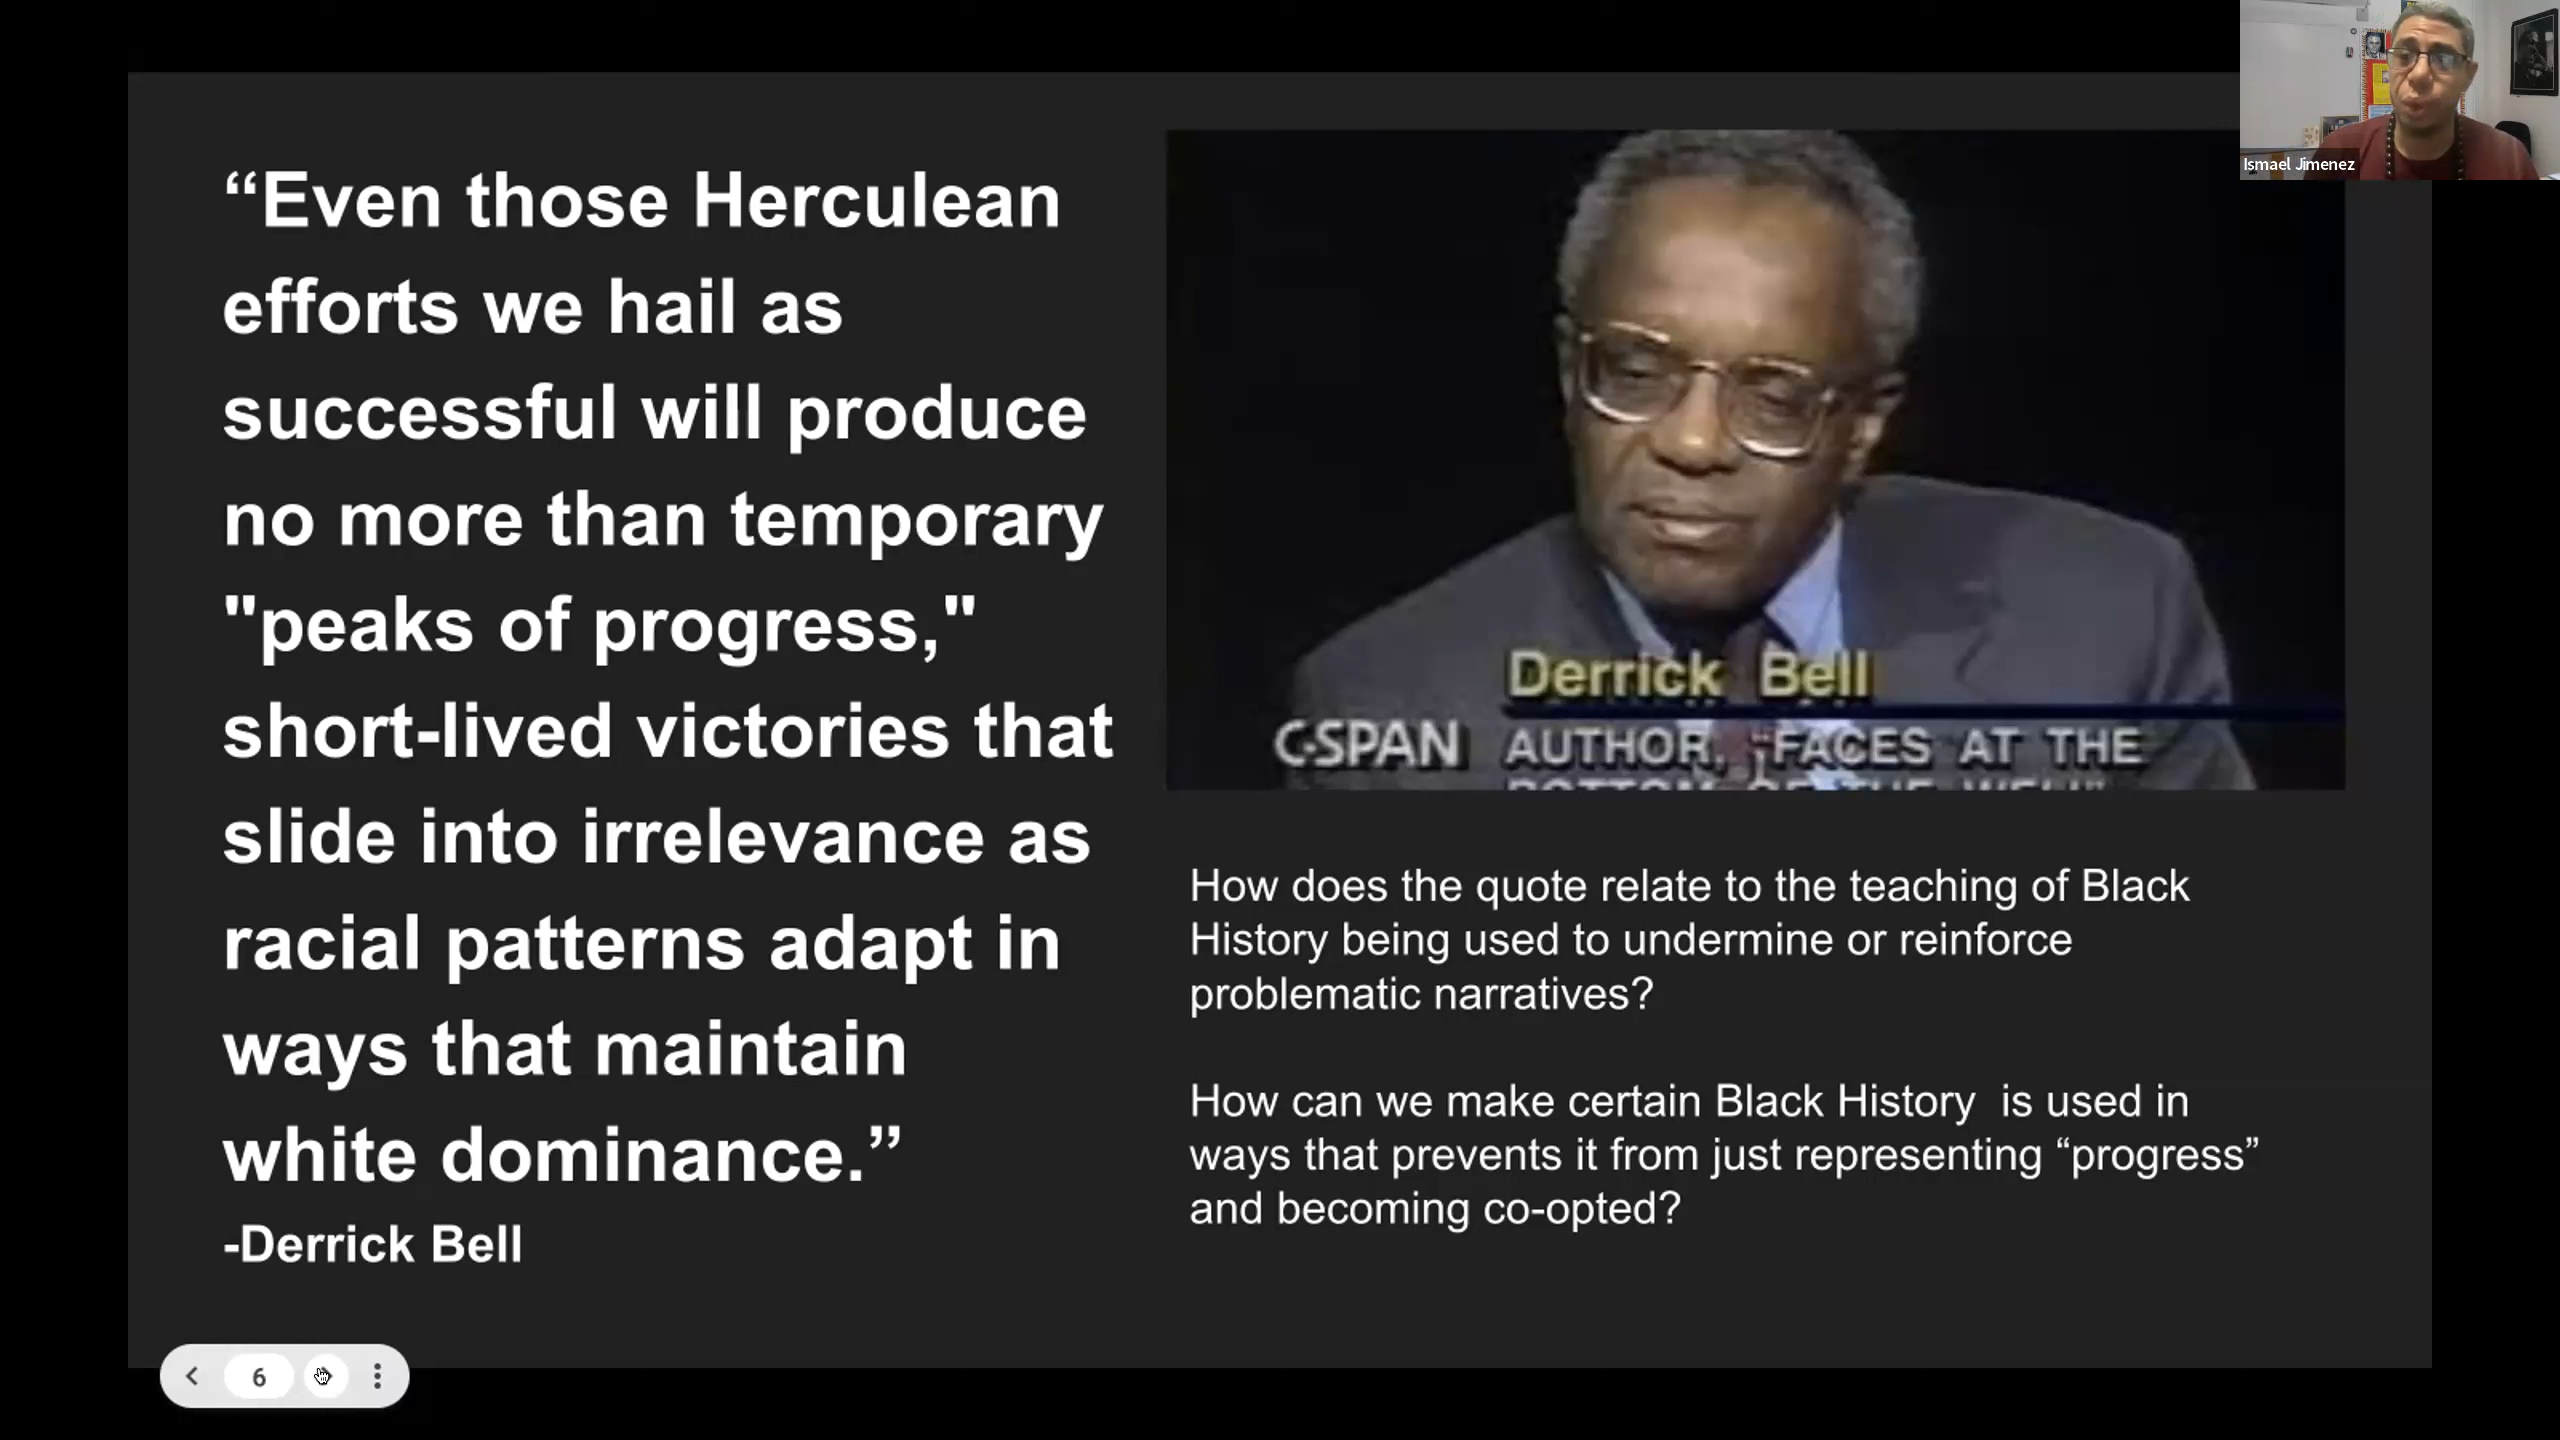 “Even those Herculean
efforts we hail as
successful will produce
no more than temporary
"peaks of progress,"
short-lived victories that
slide into irrelevance as
racial patterns adapt in
ways that maintain
white dominance.”
-Derrick Bell
Ismael Jimenez
Derrick Bell
C-SPAN AUTHOR, "FACES AT THE
BOTTOM OF THE WELL"
How does the quote relate to the teaching of Black
History being used to undermine or reinforce
problematic narratives?
How can we make certain Black History  is used in
ways that prevents it from just representing “progress”
and becoming co-opted?
6